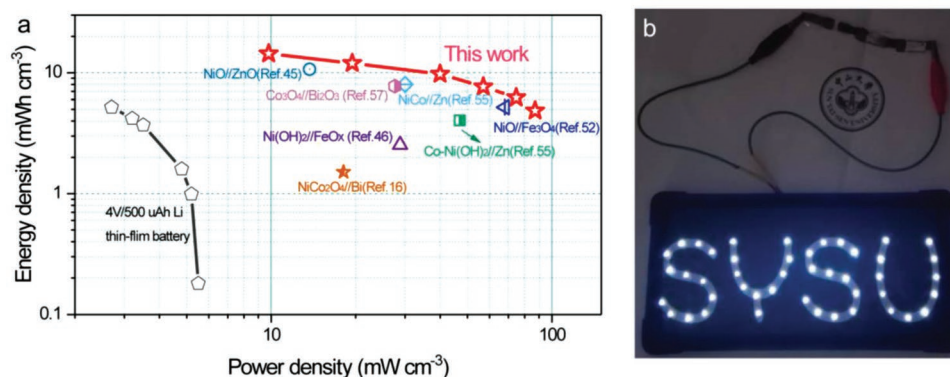 a
Energy density (mWh cm⁻³)
10
1
0.1
This work
NiO//ZnO(Ref.45)
Co₃O₄//Bi₂O₃ (Ref. 57)
NiCo//Zn(Ref. 55)
NiO//Fe₃O₄(Ref.52)
Ni(OH)₂//FeOx (Ref.46)
Co-Ni(OH)₂//Zn(Ref.55)
NiCo₂O₄//Bi(Ref.16)
4V/500 uAh Li
thin-flim battery
10
100
Power density (mW cm⁻³)
b
SYSU